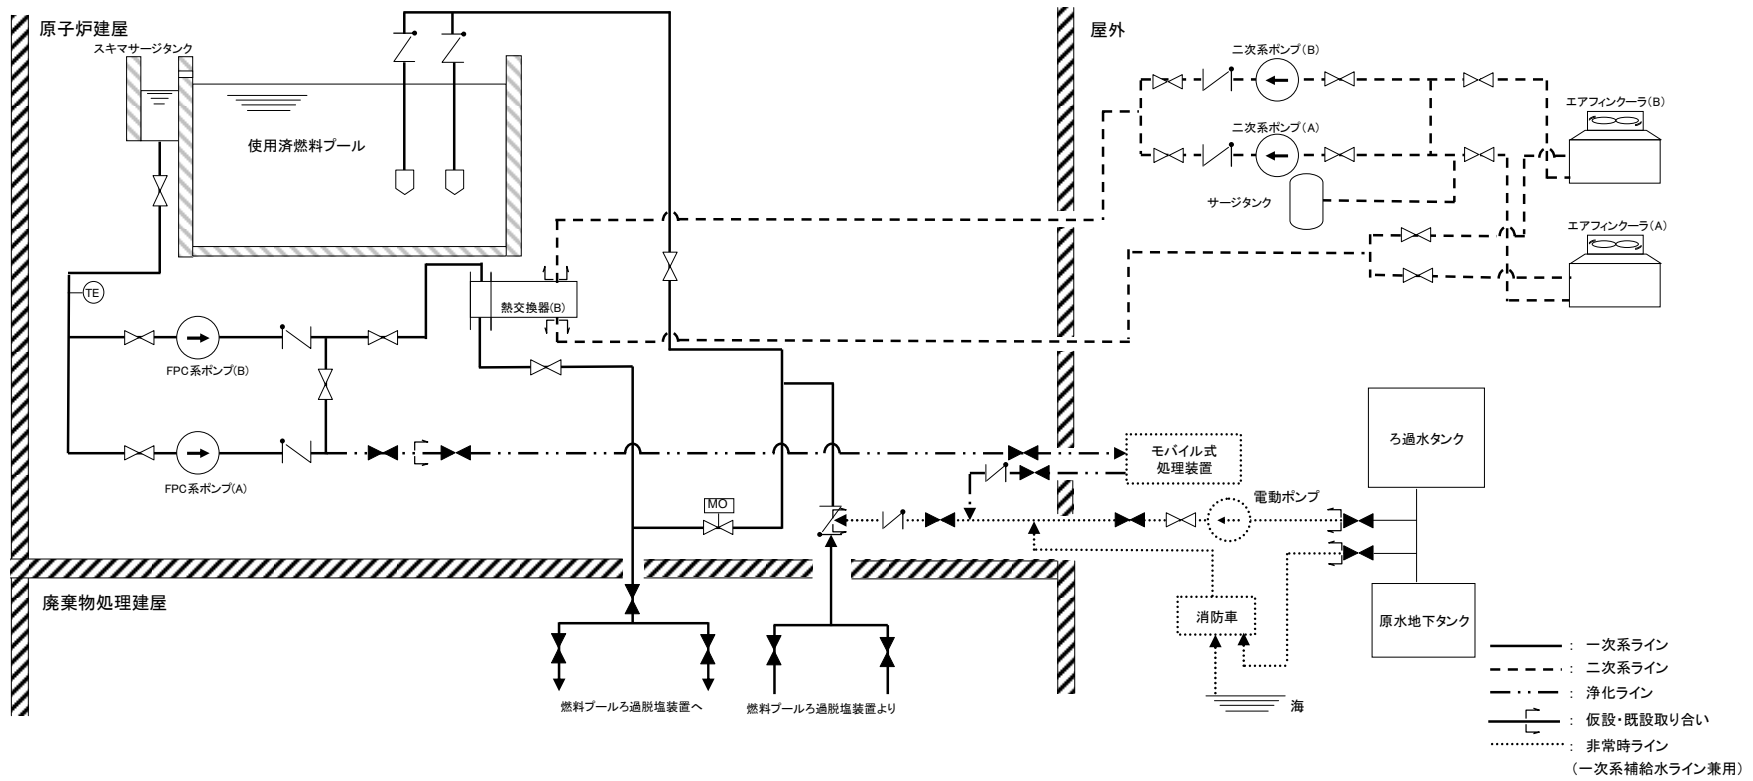 原子炉建屋
スキマサージタンク
使用済燃料プール
TE
熱交換器(B)
FPC系ポンプ(B)
FPC系ポンプ(A)
MO
屋外
二次系ポンプ(B)
二次系ポンプ(A)
サージタンク
エアフィンクーラ(B)
エアフィンクーラ(A)
モバイル式
処理装置
電動ポンプ
ろ過水タンク
原水地下タンク
消防車
海
廃棄物処理建屋
燃料プールろ過脱塩装置へ
燃料プールろ過脱塩装置より
: 一次系ライン
: 二次系ライン
: 浄化ライン
: 仮設・既設取り合い
: 非常時ライン
(一次系補給水ライン兼用)